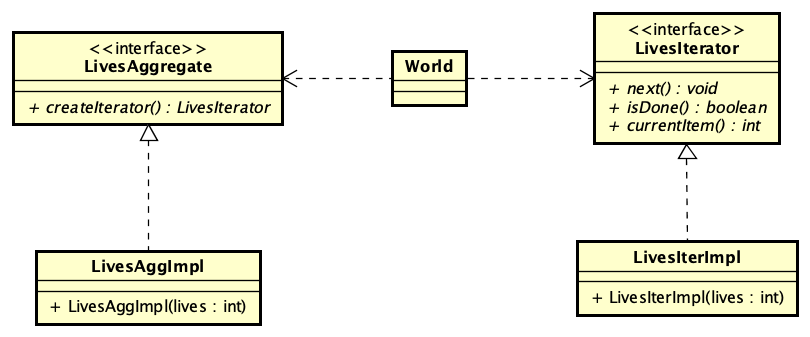 <<interface>>
LivesAggregate
+ createIterator() : LivesIterator
World
<<interface>>
LivesIterator
+ next() : void
+ isDone() : boolean
+ currentItem() : int
LivesAggImpl
+ LivesAggImpl(lives : int)
LivesIterImpl
+ LivesIterImpl(lives : int)